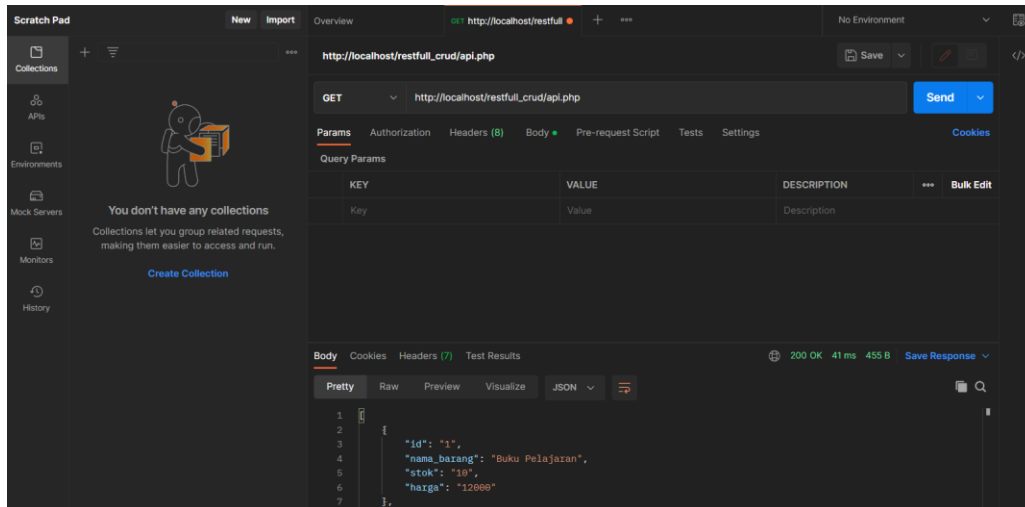 Scratch Pad
New Import
Overview
GET http://localhost/restfull
No Environment
Collections
APIs
Environments
Mock Servers
Monitors
History
You don't have any collections
Collections let you group related requests,
making them easier to access and run.
Create Collection
http://localhost/restfull_crud/api.php
Save
GET http://localhost/restfull_crud/api.php
Send
Params Authorization Headers (8) Body Pre-request Script Tests Settings
Cookies
Query Params
KEY VALUE DESCRIPTION Bulk Edit
Key Value Description
Body Cookies Headers (7) Test Results
200 OK 41 ms 455 B Save Response
Pretty Raw Preview Visualize JSON
1 [
2 {
3 "id": "1",
4 "nama_barang": "Buku Pelajaran",
5 "stok": "10",
6 "harga": "12000"
7 },